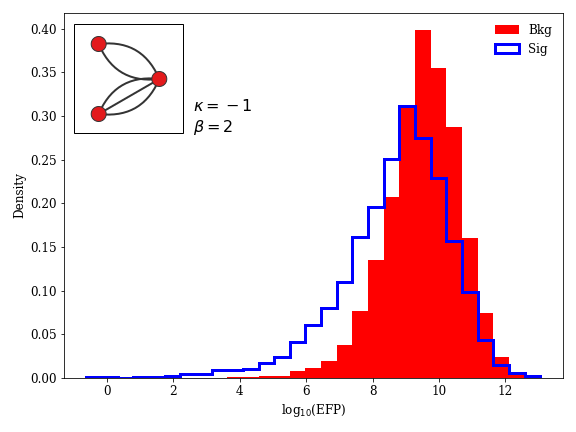 κ = −1
β = 2
Bkg
Sig
Density
0.40
0.35
0.30
0.25
0.20
0.15
0.10
0.05
0.00
0 2 4 6 8 10 12
log₁₀(EFP)